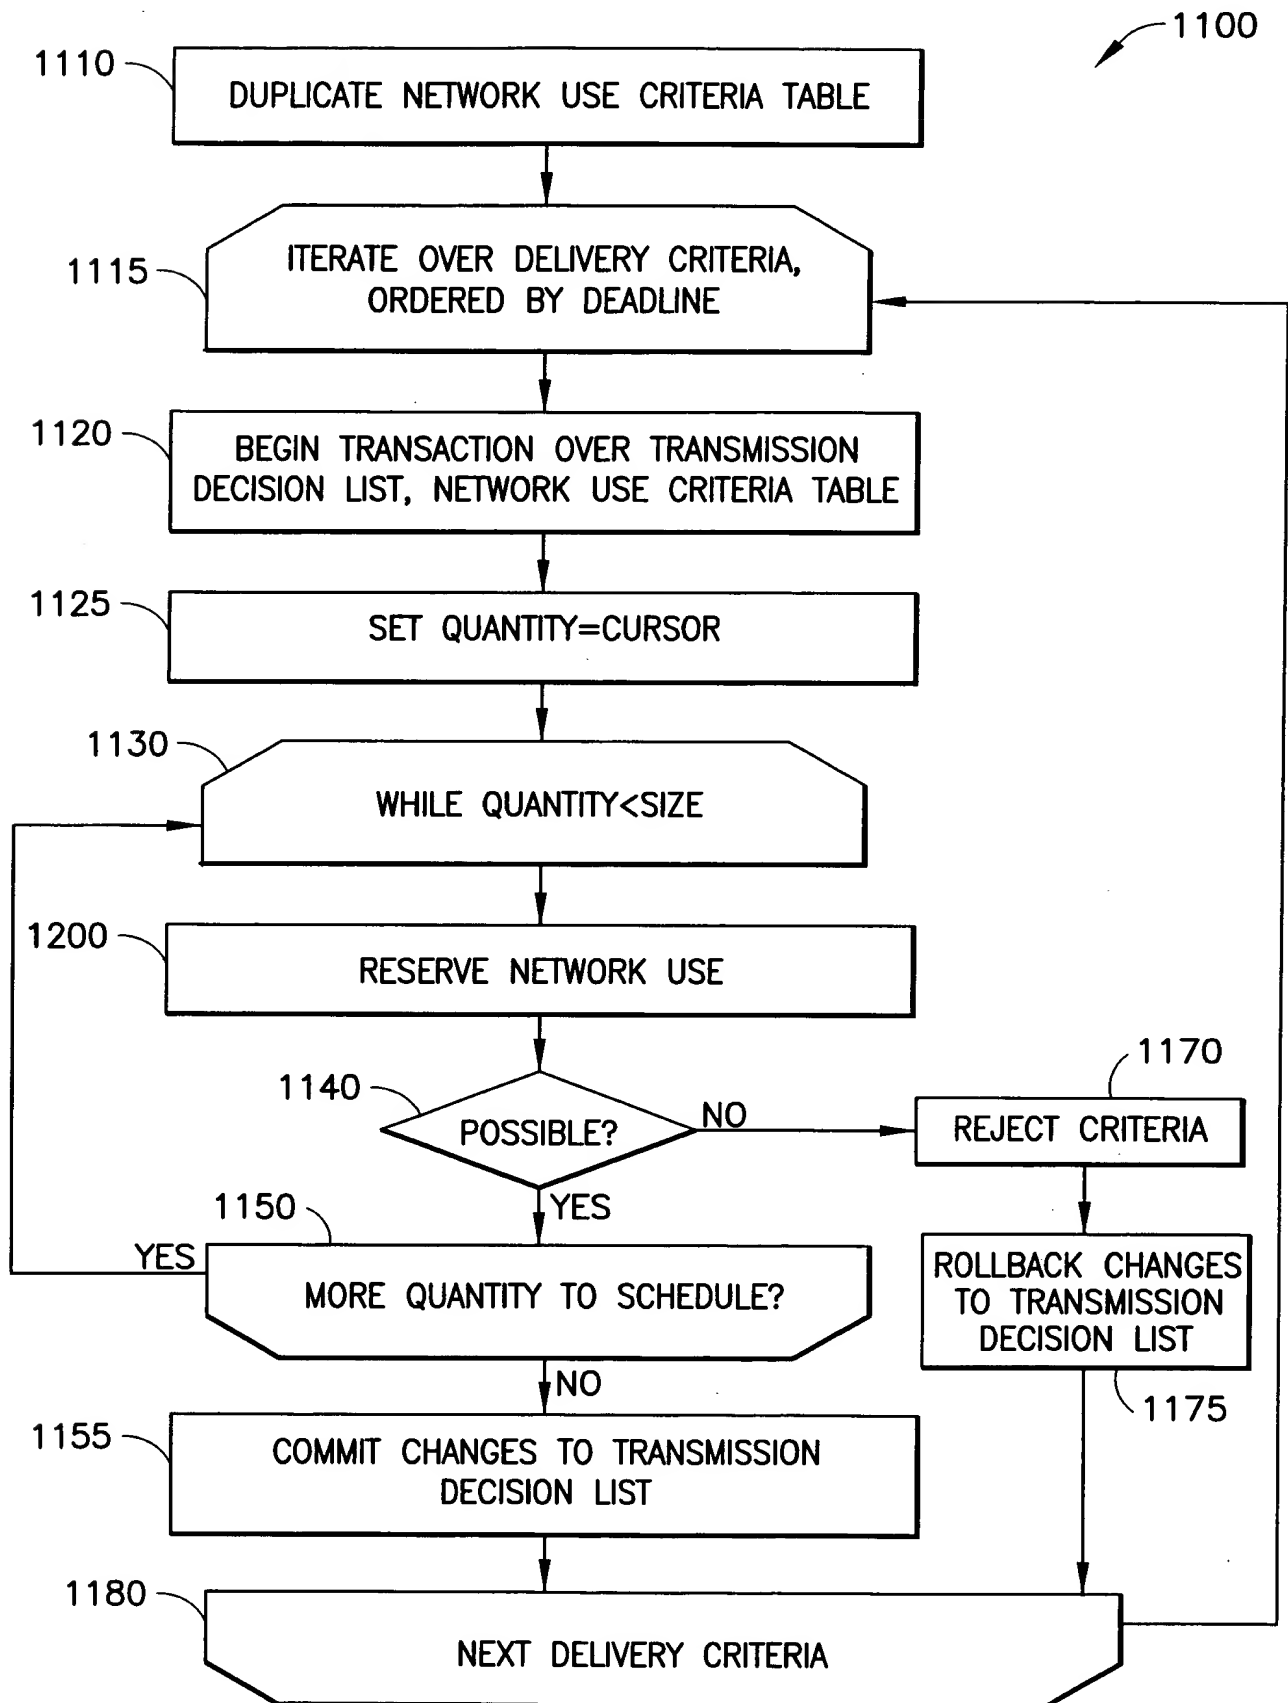 1100
1110
DUPLICATE NETWORK USE CRITERIA TABLE
1115
ITERATE OVER DELIVERY CRITERIA,
ORDERED BY DEADLINE
1120
BEGIN TRANSACTION OVER TRANSMISSION
DECISION LIST, NETWORK USE CRITERIA TABLE
1125
SET QUANTITY=CURSOR
1130
WHILE QUANTITY<SIZE
1200
RESERVE NETWORK USE
1140
POSSIBLE?
NO
1170
REJECT CRITERIA
YES
1150
YES
MORE QUANTITY TO SCHEDULE?
ROLLBACK CHANGES
TO TRANSMISSION
DECISION LIST
1175
NO
1155
COMMIT CHANGES TO TRANSMISSION
DECISION LIST
1180
NEXT DELIVERY CRITERIA